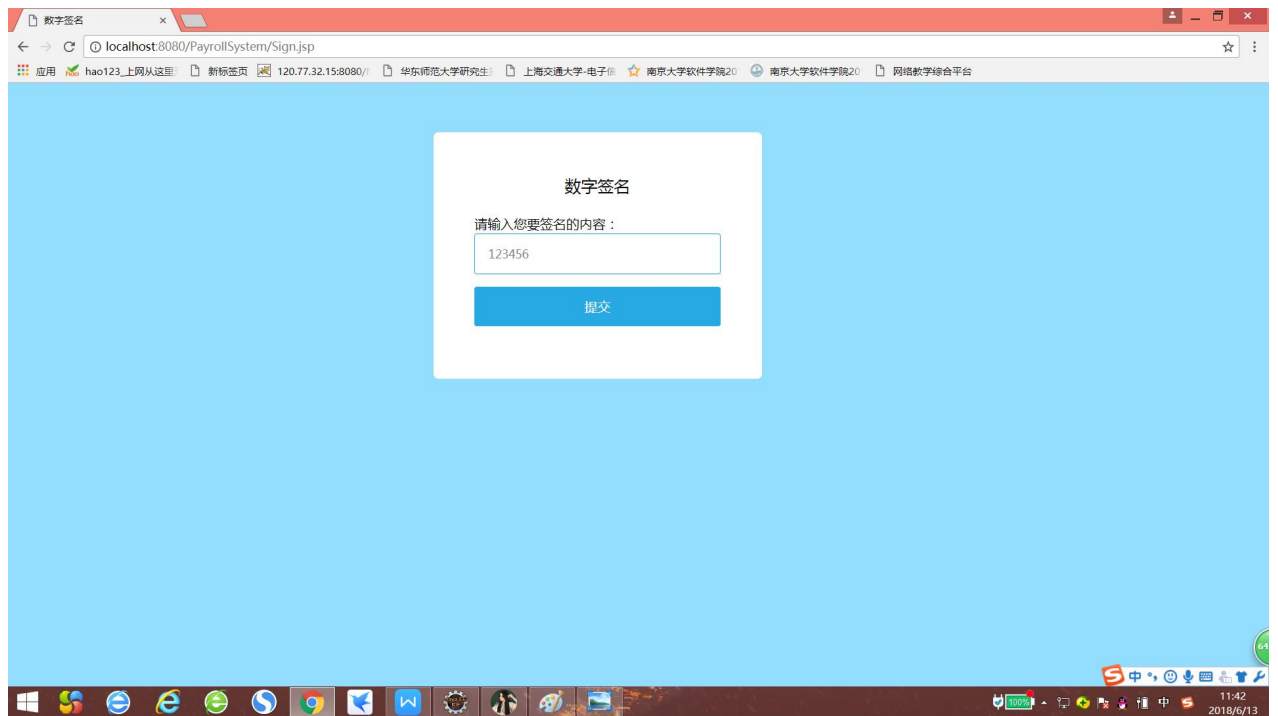 数字签名
localhost:8080/PayrollSystem/Sign.jsp
应用 hao123_上网从这里 新标签页 120.77.32.15:8080/ 华东师范大学研究生 上海交通大学-电子信 南京大学软件学院20 南京大学软件学院20 网络教学综合平台
数字签名
请输入您要签名的内容：
123456
提交
64
中
100% 中 11:42
2018/6/13